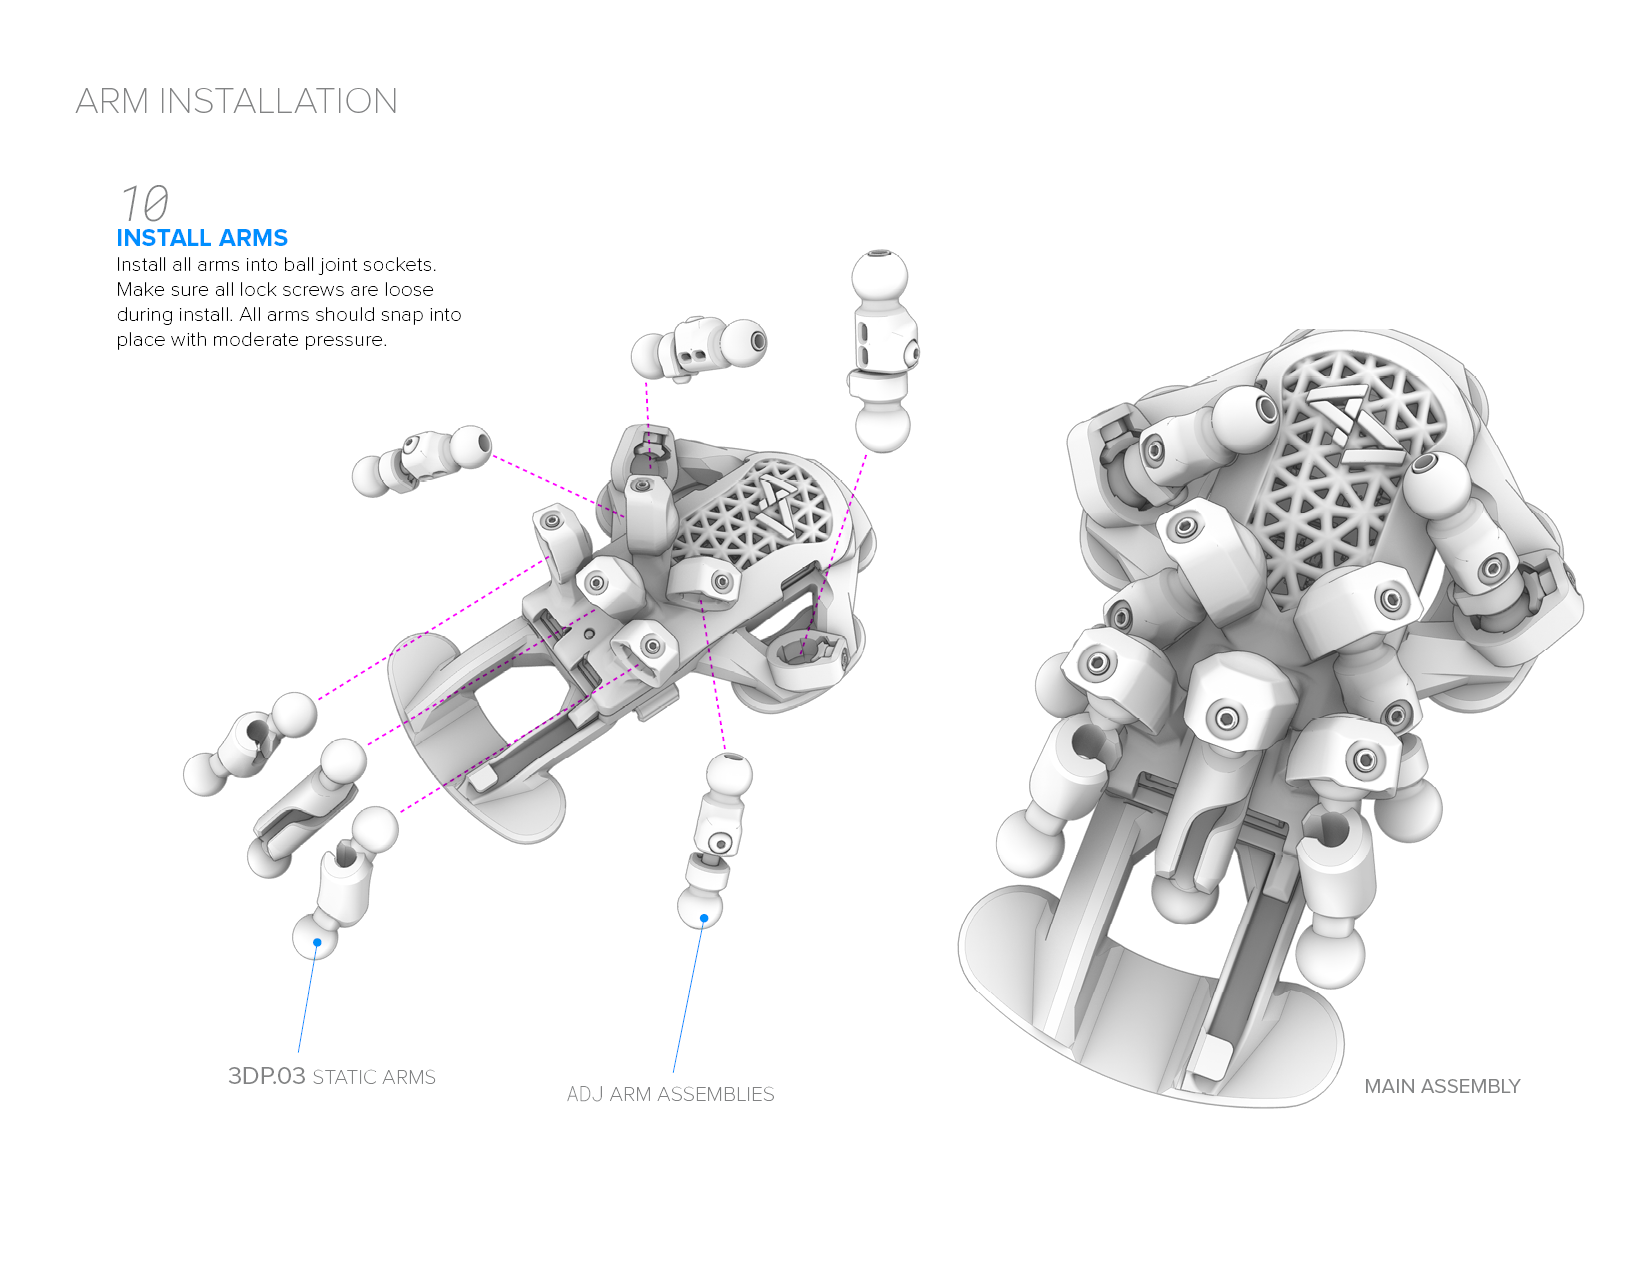 ARM INSTALLATION
10
INSTALL ARMS
Install all arms into ball joint sockets.
Make sure all lock screws are loose
during install. All arms should snap into
place with moderate pressure.
3DP.03 STATIC ARMS
ADJ ARM ASSEMBLIES
MAIN ASSEMBLY